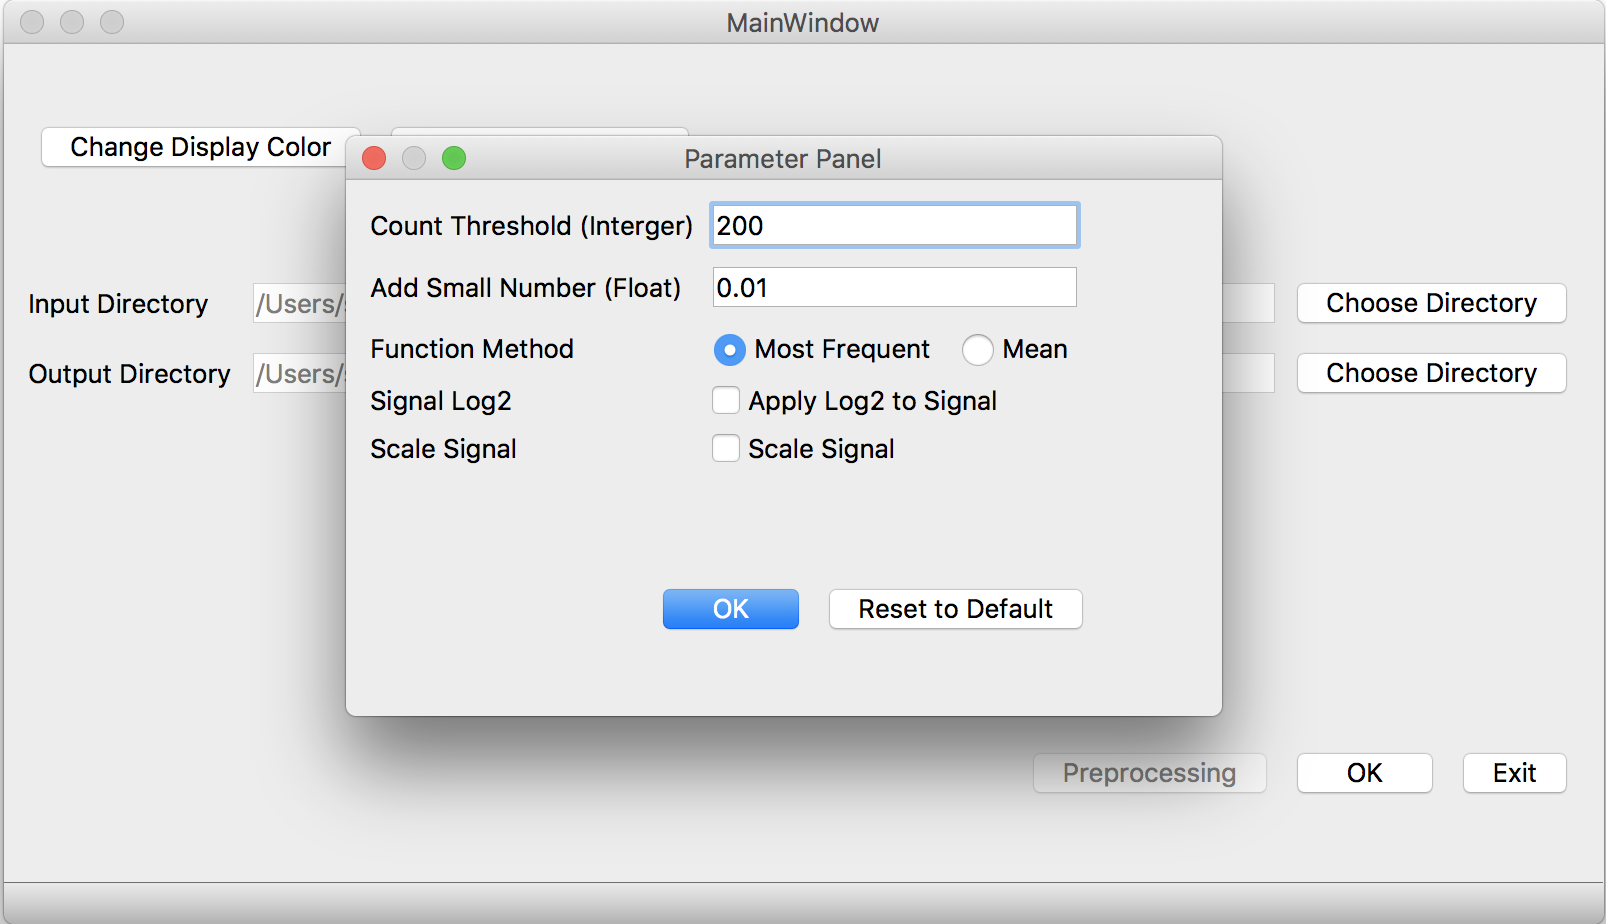 MainWindow
Change Display Color
Parameter Panel
Count Threshold (Interger) 200
Add Small Number (Float) 0.01
Function Method Most Frequent Mean
Signal Log2 Apply Log2 to Signal
Scale Signal Scale Signal
OK Reset to Default
Input Directory /Users/ Choose Directory
Output Directory /Users/ Choose Directory
Preprocessing OK Exit